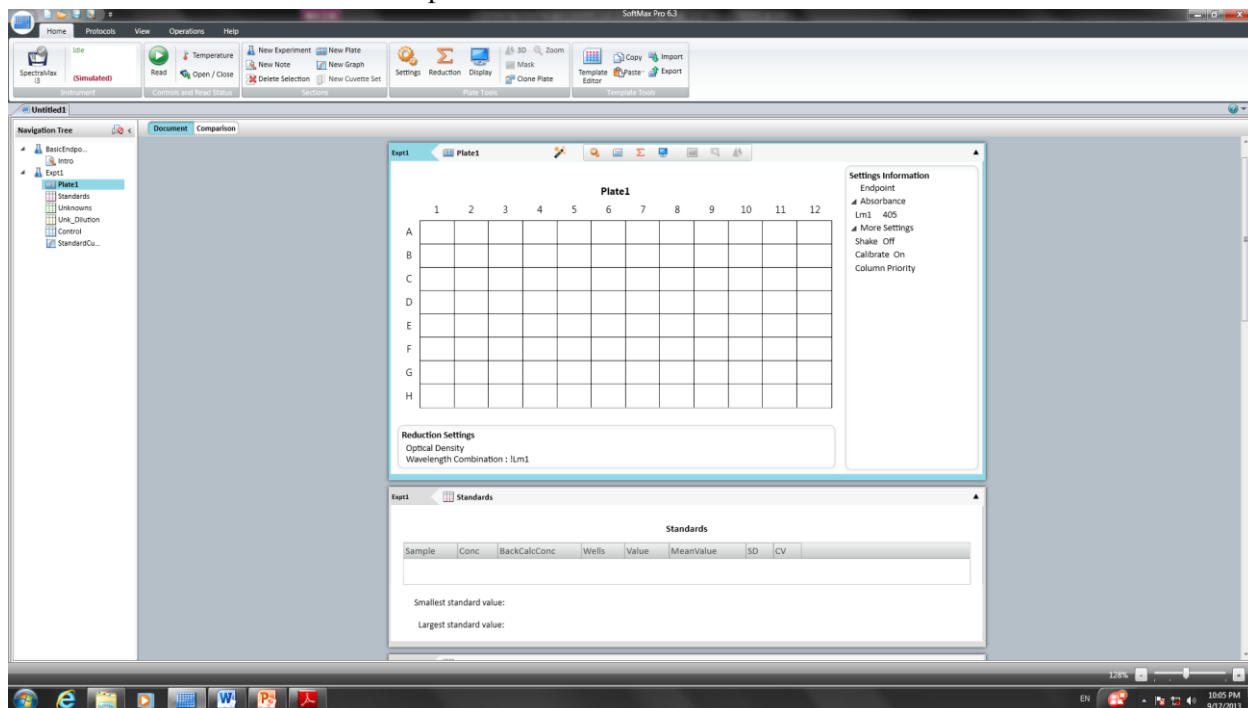 SoftMax Pro 6.3
Home Protocols View Operations Help
SpectraMax i3
Idle
(Simulated)
Instrument
Read
Temperature
Open / Close
Controls and Read Status
New Experiment New Plate
New Note New Graph
Delete Selection New Cuvette Set
Sections
Settings Reduction Display
3D Zoom
Mask
Clone Plate
Plate Tools
Template Editor
Copy Import
Paste Export
Template Tools
Untitled1
Navigation Tree
BasicEndpo...
Intro
Expt1
Plate1
Standards
Unknowns
Unk_Dilution
Control
StandardCu...
Document Comparison
Expt1 Plate1
Plate1
1 2 3 4 5 6 7 8 9 10 11 12
A
B
C
D
E
F
G
H
Settings Information
Endpoint
Absorbance
Lm1 405
More Settings
Shake Off
Calibrate On
Column Priority
Reduction Settings
Optical Density
Wavelength Combination : !Lm1
Expt1 Standards
Standards
Sample Conc BackCalcConc Wells Value MeanValue SD CV
Smallest standard value:
Largest standard value:
128%
EN
10:05 PM
9/17/2013